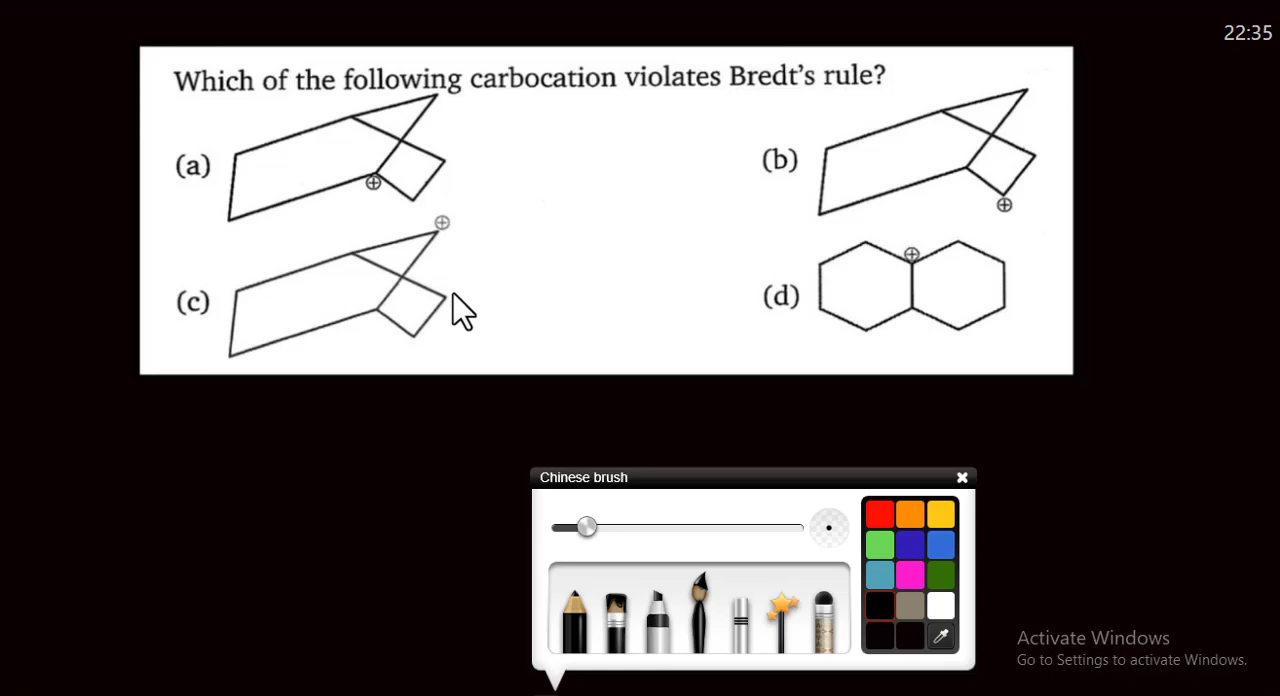 22:35
Which of the following carbocation violates Bredt's rule?
(a)
(b)
⊕
⊕
⊕
(c)
(d)
⊕
Chinese brush
Activate Windows
Go to Settings to activate Windows.